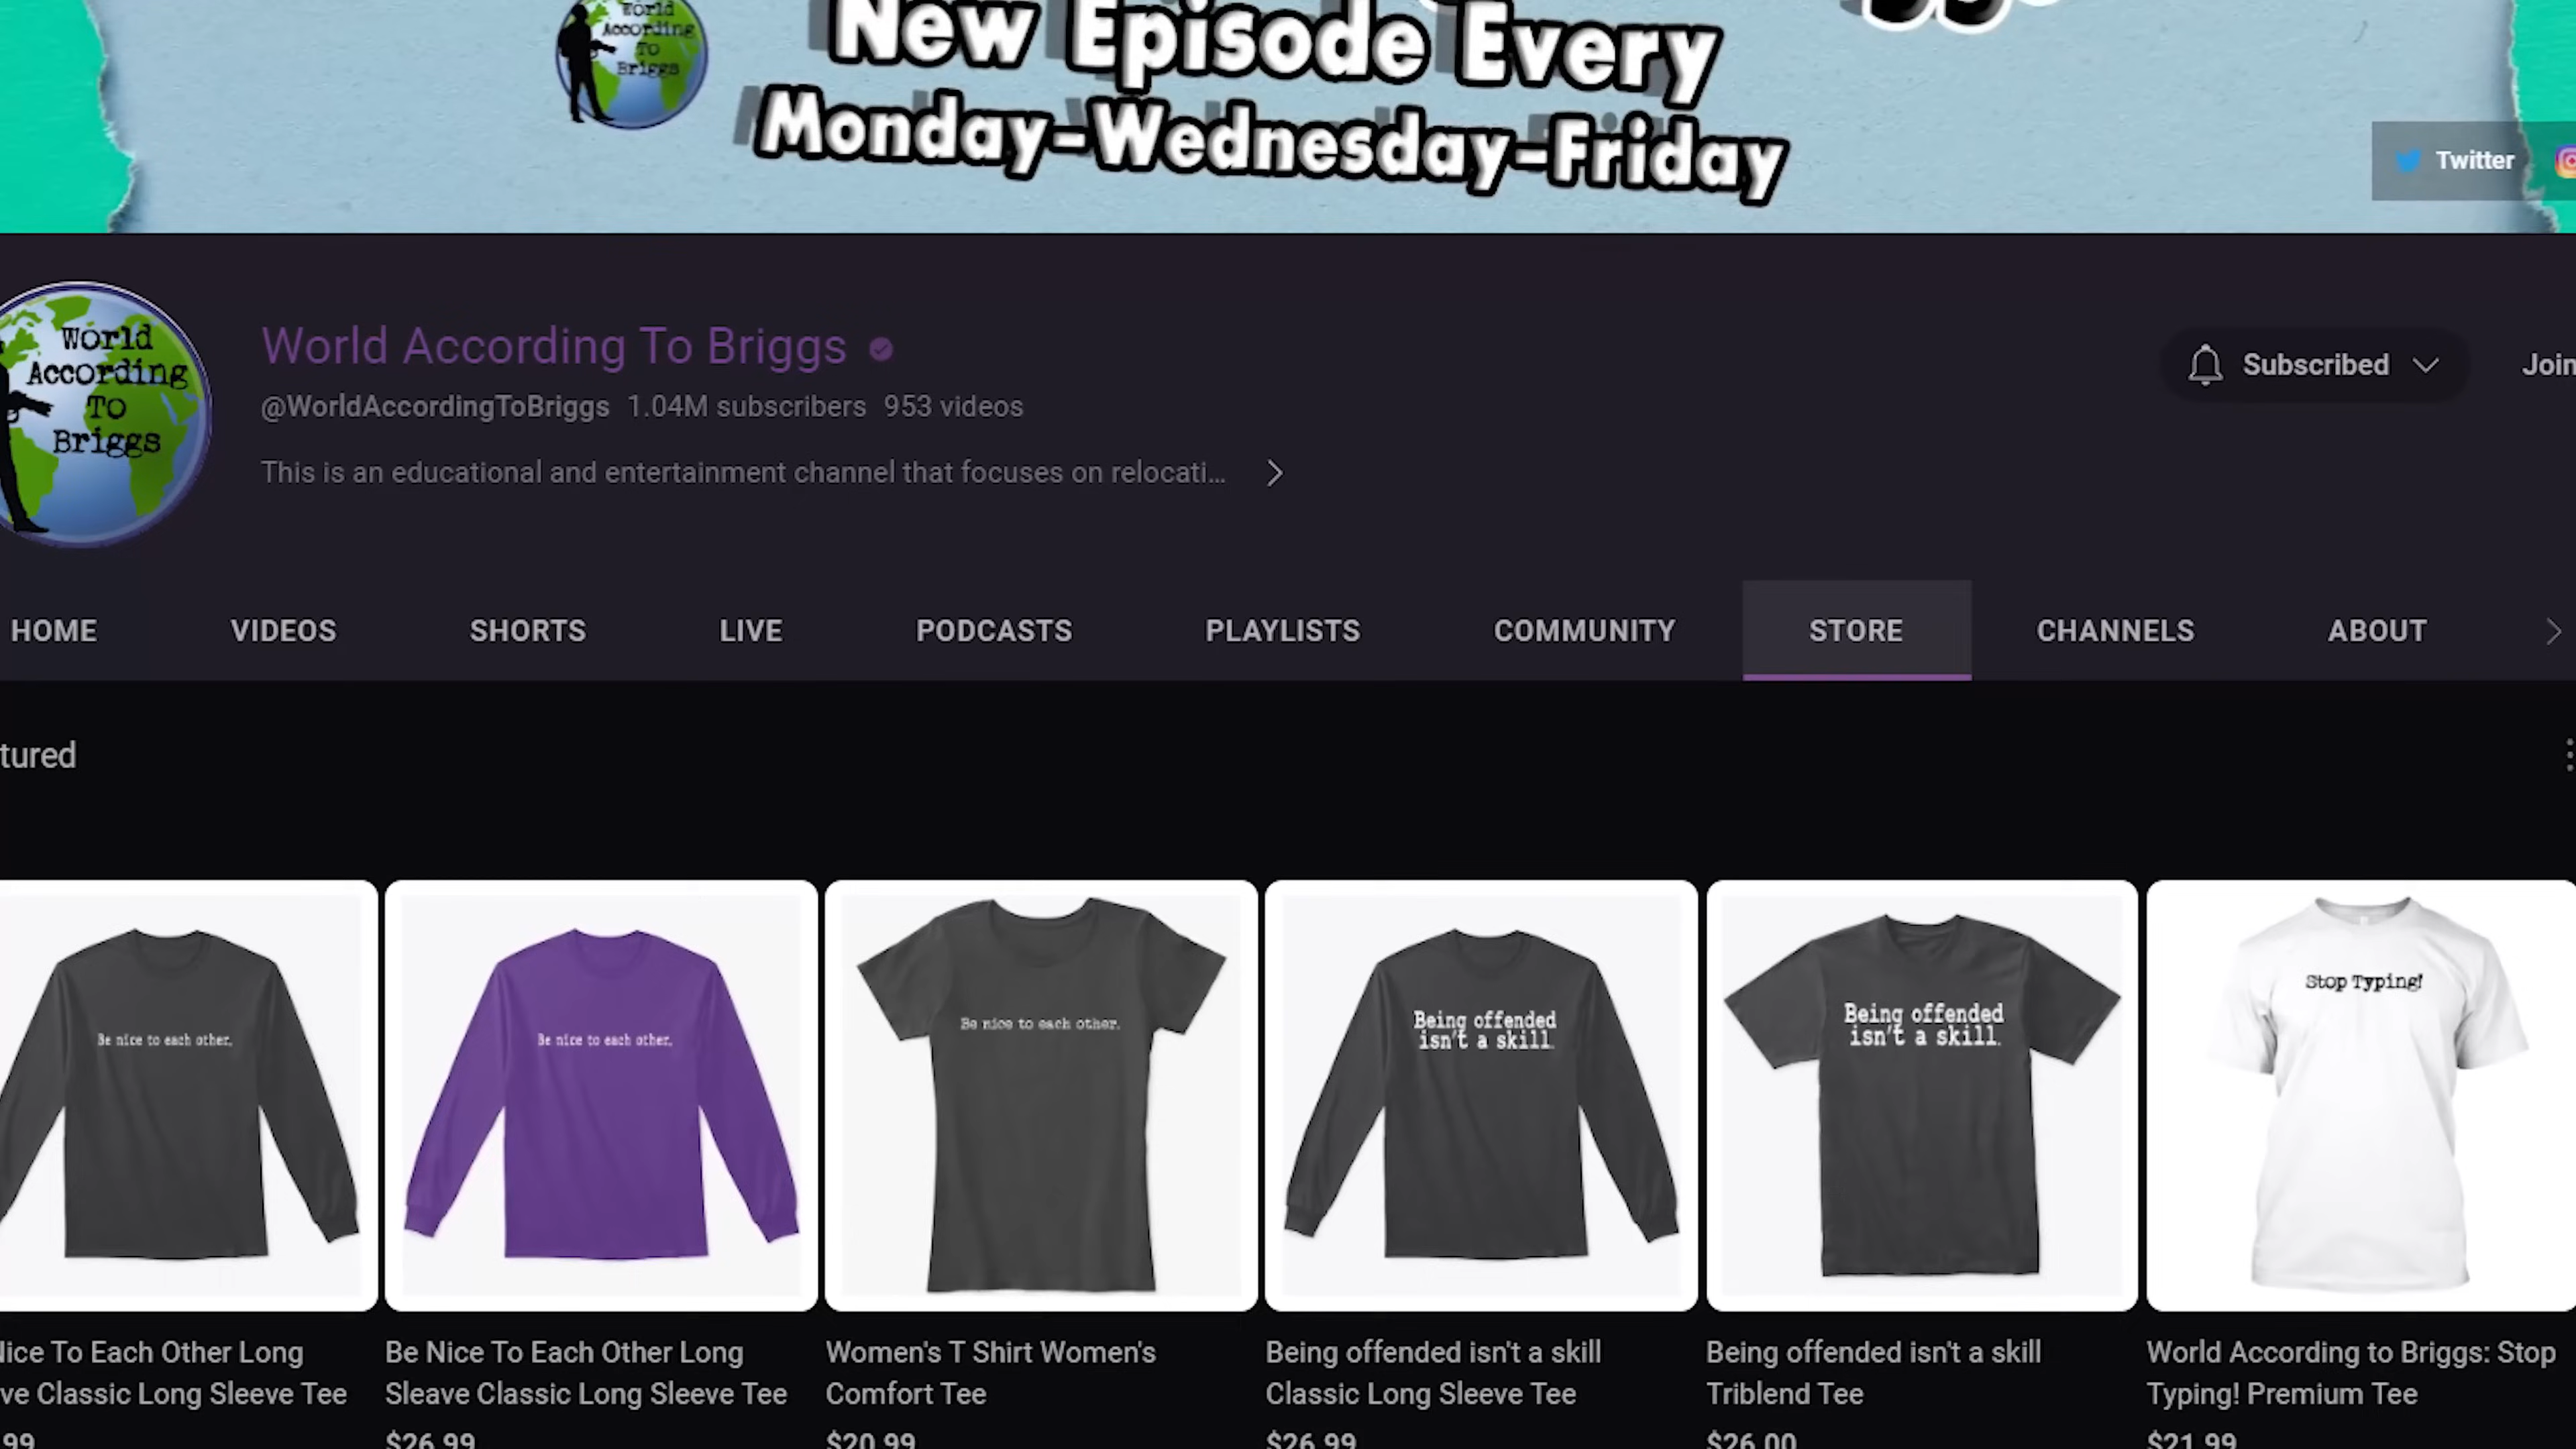 World
According
To
Briggs
New Episode Every
Monday-Wednesday-Friday
Twitter
World
According
To
Briggs
World According To Briggs
@WorldAccordingToBriggs 1.04M subscribers 953 videos
This is an educational and entertainment channel that focuses on relocati...
Subscribed
Join
HOME VIDEOS SHORTS LIVE PODCASTS PLAYLISTS COMMUNITY STORE CHANNELS ABOUT
tured
Be nice to each other.
Be nice to each other.
Be nice to each other.
Being offended
isn't a skill.
Being offended
isn't a skill.
Stop Typing!
Nice To Each Other Long
ve Classic Long Sleeve Tee
.99
Be Nice To Each Other Long
Sleave Classic Long Sleeve Tee
$26.99
Women's T Shirt Women's
Comfort Tee
$20.99
Being offended isn't a skill
Classic Long Sleeve Tee
$26.99
Being offended isn't a skill
Triblend Tee
$26.00
World According to Briggs: Stop
Typing! Premium Tee
$21.99